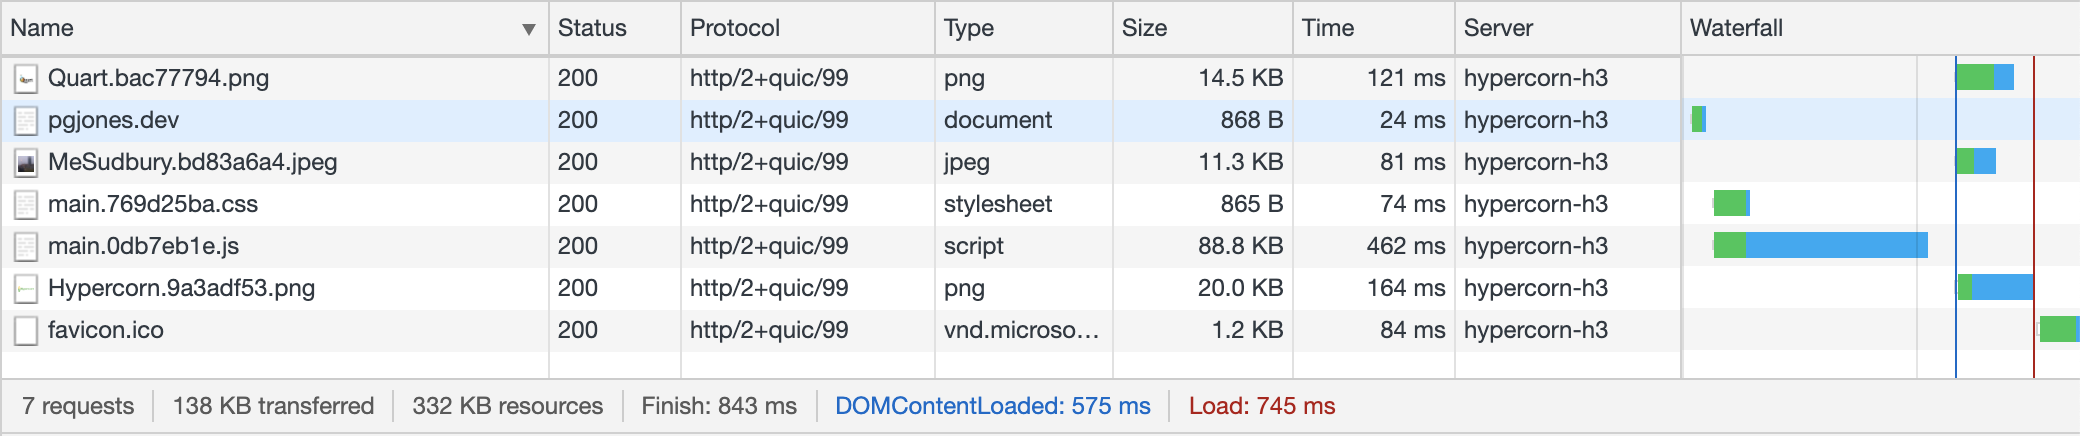 Name ▼ Status Protocol Type Size Time Server Waterfall
Quart.bac77794.png 200 http/2+quic/99 png 14.5 KB 121 ms hypercorn-h3
pgjones.dev 200 http/2+quic/99 document 868 B 24 ms hypercorn-h3
MeSudbury.bd83a6a4.jpeg 200 http/2+quic/99 jpeg 11.3 KB 81 ms hypercorn-h3
main.769d25ba.css 200 http/2+quic/99 stylesheet 865 B 74 ms hypercorn-h3
main.0db7eb1e.js 200 http/2+quic/99 script 88.8 KB 462 ms hypercorn-h3
Hypercorn.9a3adf53.png 200 http/2+quic/99 png 20.0 KB 164 ms hypercorn-h3
favicon.ico 200 http/2+quic/99 vnd.microso... 1.2 KB 84 ms hypercorn-h3
7 requests 138 KB transferred 332 KB resources Finish: 843 ms DOMContentLoaded: 575 ms Load: 745 ms